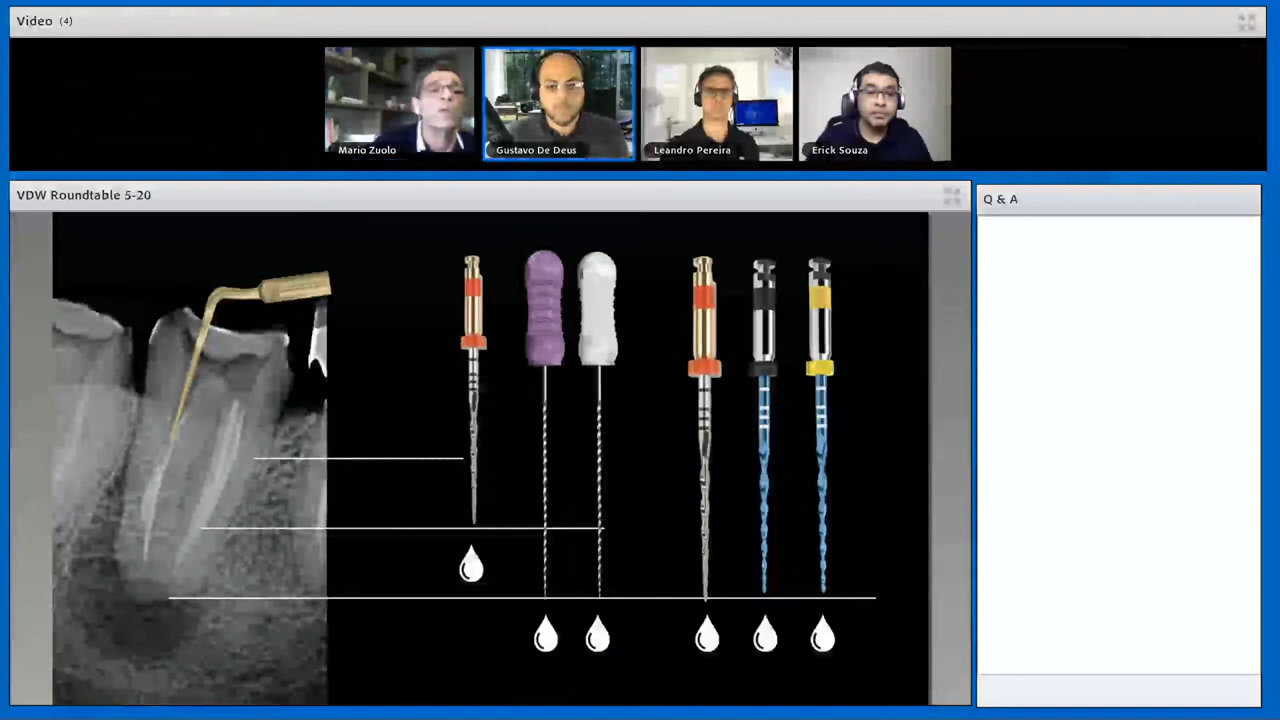 Video (4)
Mario Zuolo
Gustavo De Deus
Leandro Pereira
Erick Souza
VDW Roundtable 5-20
Q & A